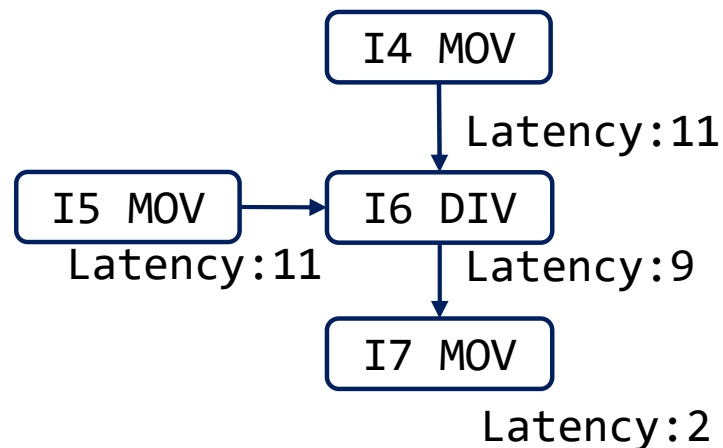 I4 MOV
Latency:11
I5 MOV
I6 DIV
Latency:11
Latency:9
I7 MOV
Latency:2